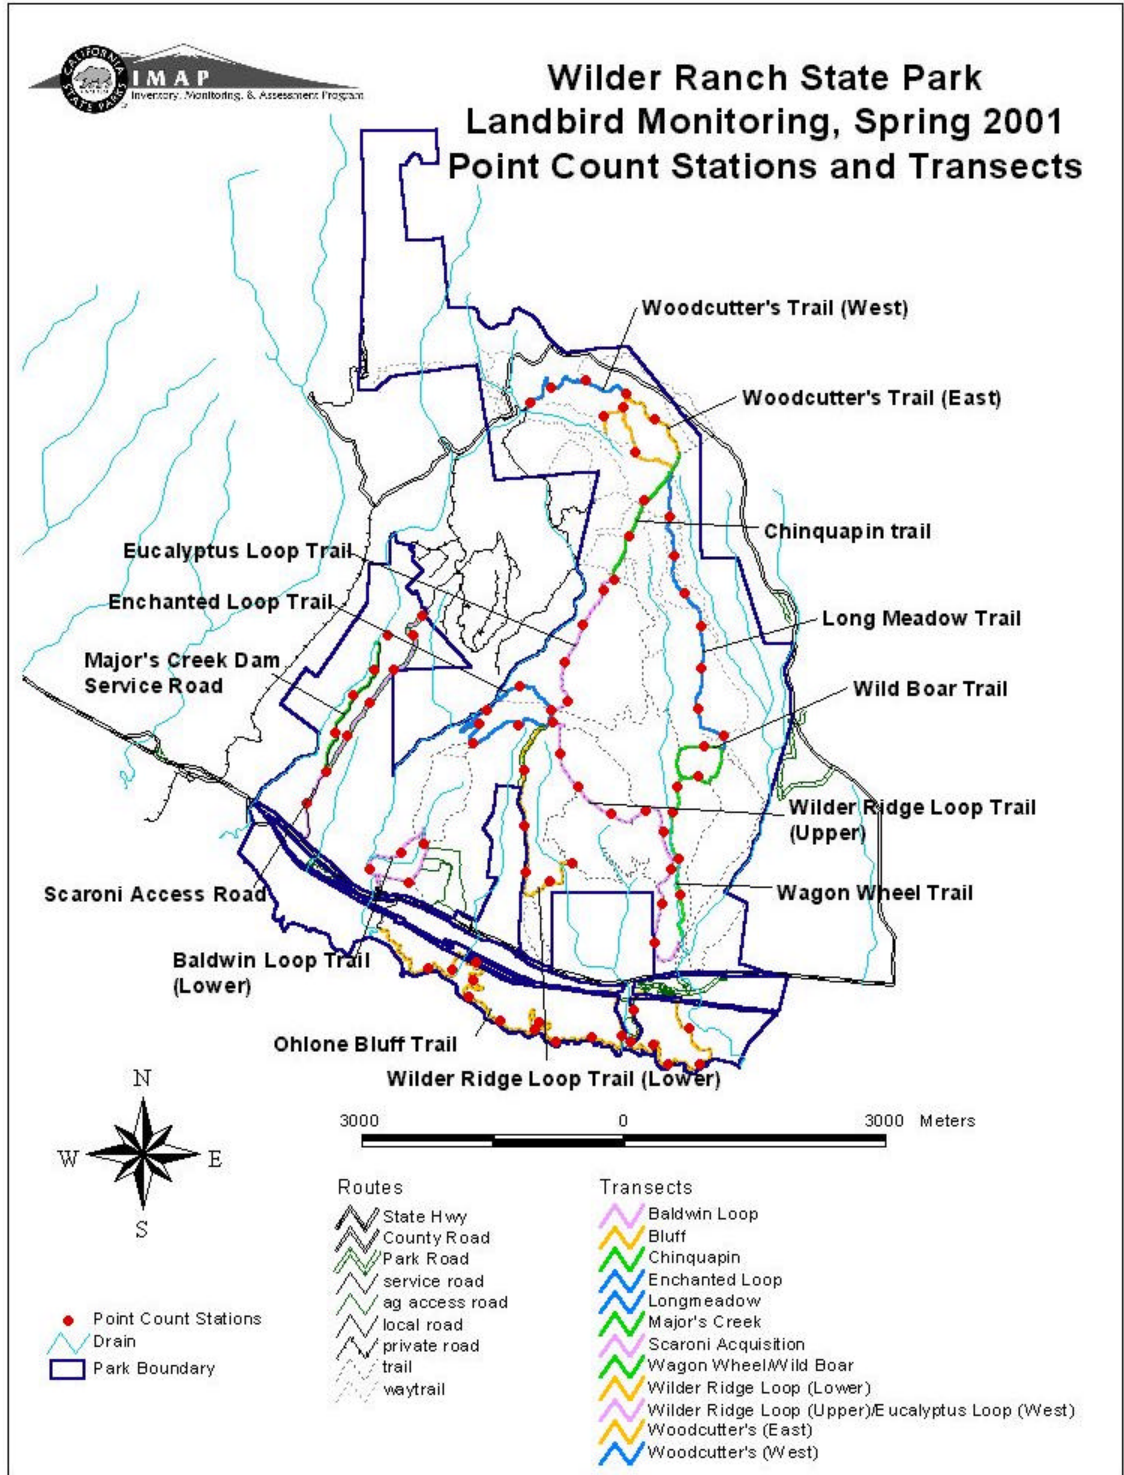 CALIFORNIA
STATE PARKS
IMAP
Inventory, Monitoring, & Assessment Program
Wilder Ranch State Park
Landbird Monitoring, Spring 2001
Point Count Stations and Transects
Woodcutter's Trail (West)
Woodcutter's Trail (East)
Chinquapin trail
Eucalyptus Loop Trail
Enchanted Loop Trail
Long Meadow Trail
Major's Creek Dam
Service Road
Wild Boar Trail
Wilder Ridge Loop Trail
(Upper)
Scaroni Access Road
Wagon Wheel Trail
Baldwin Loop Trail
(Lower)
Ohlone Bluff Trail
Wilder Ridge Loop Trail (Lower)
N
W
E
S
3000 0 3000 Meters
Point Count Stations
Drain
Park Boundary
Routes
State Hwy
County Road
Park Road
service road
ag access road
local road
private road
trail
waytrail
Transects
Baldwin Loop
Bluff
Chinquapin
Enchanted Loop
Longmeadow
Major's Creek
Scaroni Acquisition
Wagon Wheel/Wild Boar
Wilder Ridge Loop (Lower)
Wilder Ridge Loop (Upper)/Eucalyptus Loop (West)
Woodcutter's (East)
Woodcutter's (West)